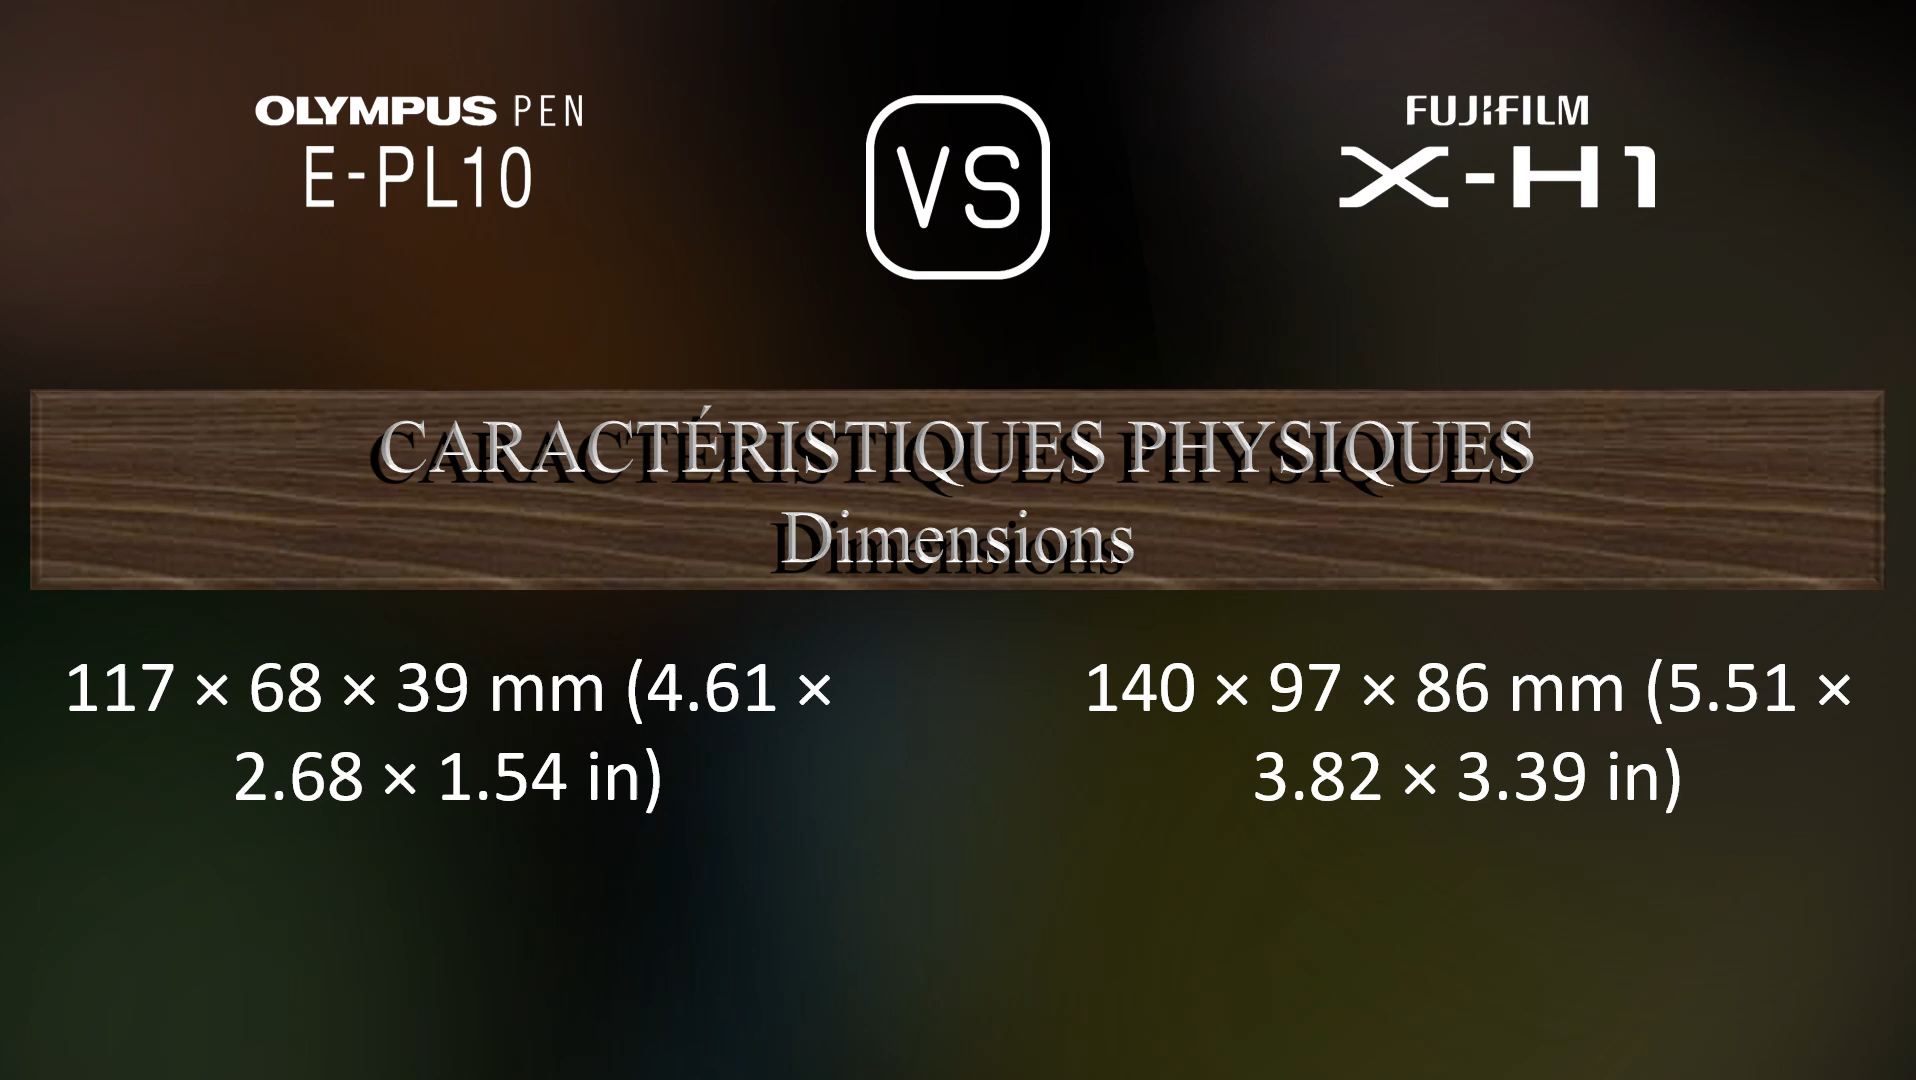 OLYMPUS PEN
E-PL10
VS
FUJIFILM
X-H1
CARACTÉRISTIQUES PHYSIQUES
Dimensions
117 × 68 × 39 mm (4.61 ×
2.68 × 1.54 in)
140 × 97 × 86 mm (5.51 ×
3.82 × 3.39 in)